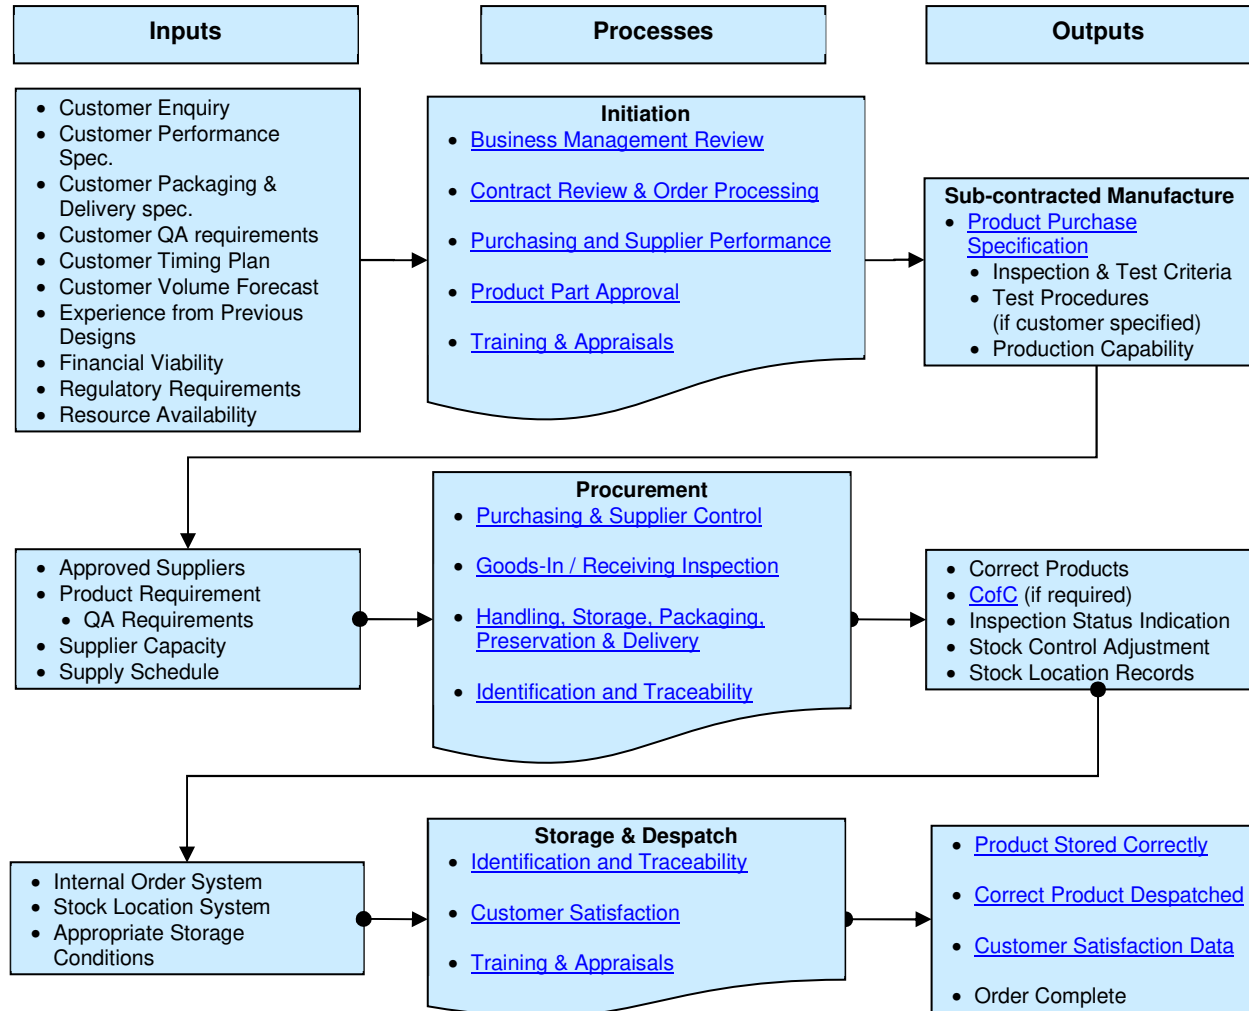 Inputs
Processes
Outputs
• Customer Enquiry
• Customer Performance
Spec.
• Customer Packaging &
Delivery spec.
• Customer QA requirements
• Customer Timing Plan
• Customer Volume Forecast
• Experience from Previous
Designs
• Financial Viability
• Regulatory Requirements
• Resource Availability
Initiation
• Business Management Review
• Contract Review & Order Processing
• Purchasing and Supplier Performance
• Product Part Approval
• Training & Appraisals
Sub-contracted Manufacture
• Product Purchase
Specification
• Inspection & Test Criteria
• Test Procedures
(if customer specified)
• Production Capability
• Approved Suppliers
• Product Requirement
• QA Requirements
• Supplier Capacity
• Supply Schedule
Procurement
• Purchasing & Supplier Control
• Goods-In / Receiving Inspection
• Handling, Storage, Packaging,
Preservation & Delivery
• Identification and Traceability
• Correct Products
• CofC (if required)
• Inspection Status Indication
• Stock Control Adjustment
• Stock Location Records
• Internal Order System
• Stock Location System
• Appropriate Storage
Conditions
Storage & Despatch
• Identification and Traceability
• Customer Satisfaction
• Training & Appraisals
• Product Stored Correctly
• Correct Product Despatched
• Customer Satisfaction Data
• Order Complete